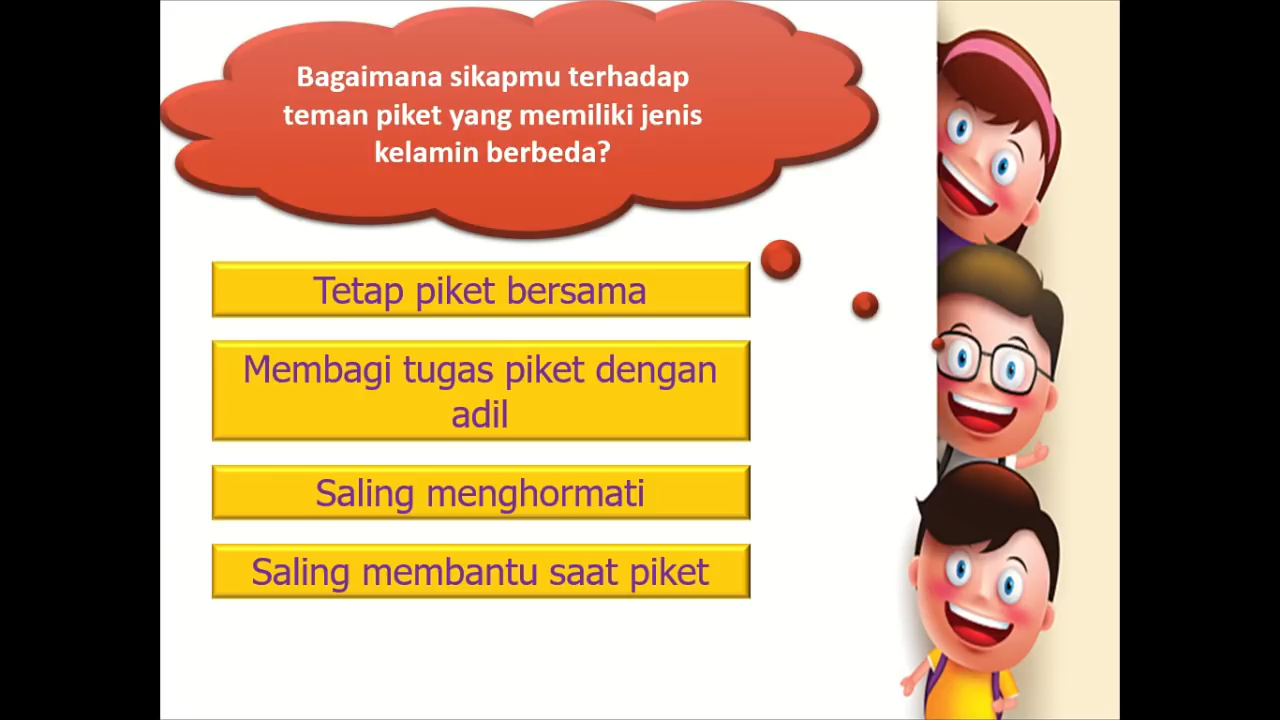 Bagaimana sikapmu terhadap
teman piket yang memiliki jenis
kelamin berbeda?
Tetap piket bersama
Membagi tugas piket dengan
adil
Saling menghormati
Saling membantu saat piket